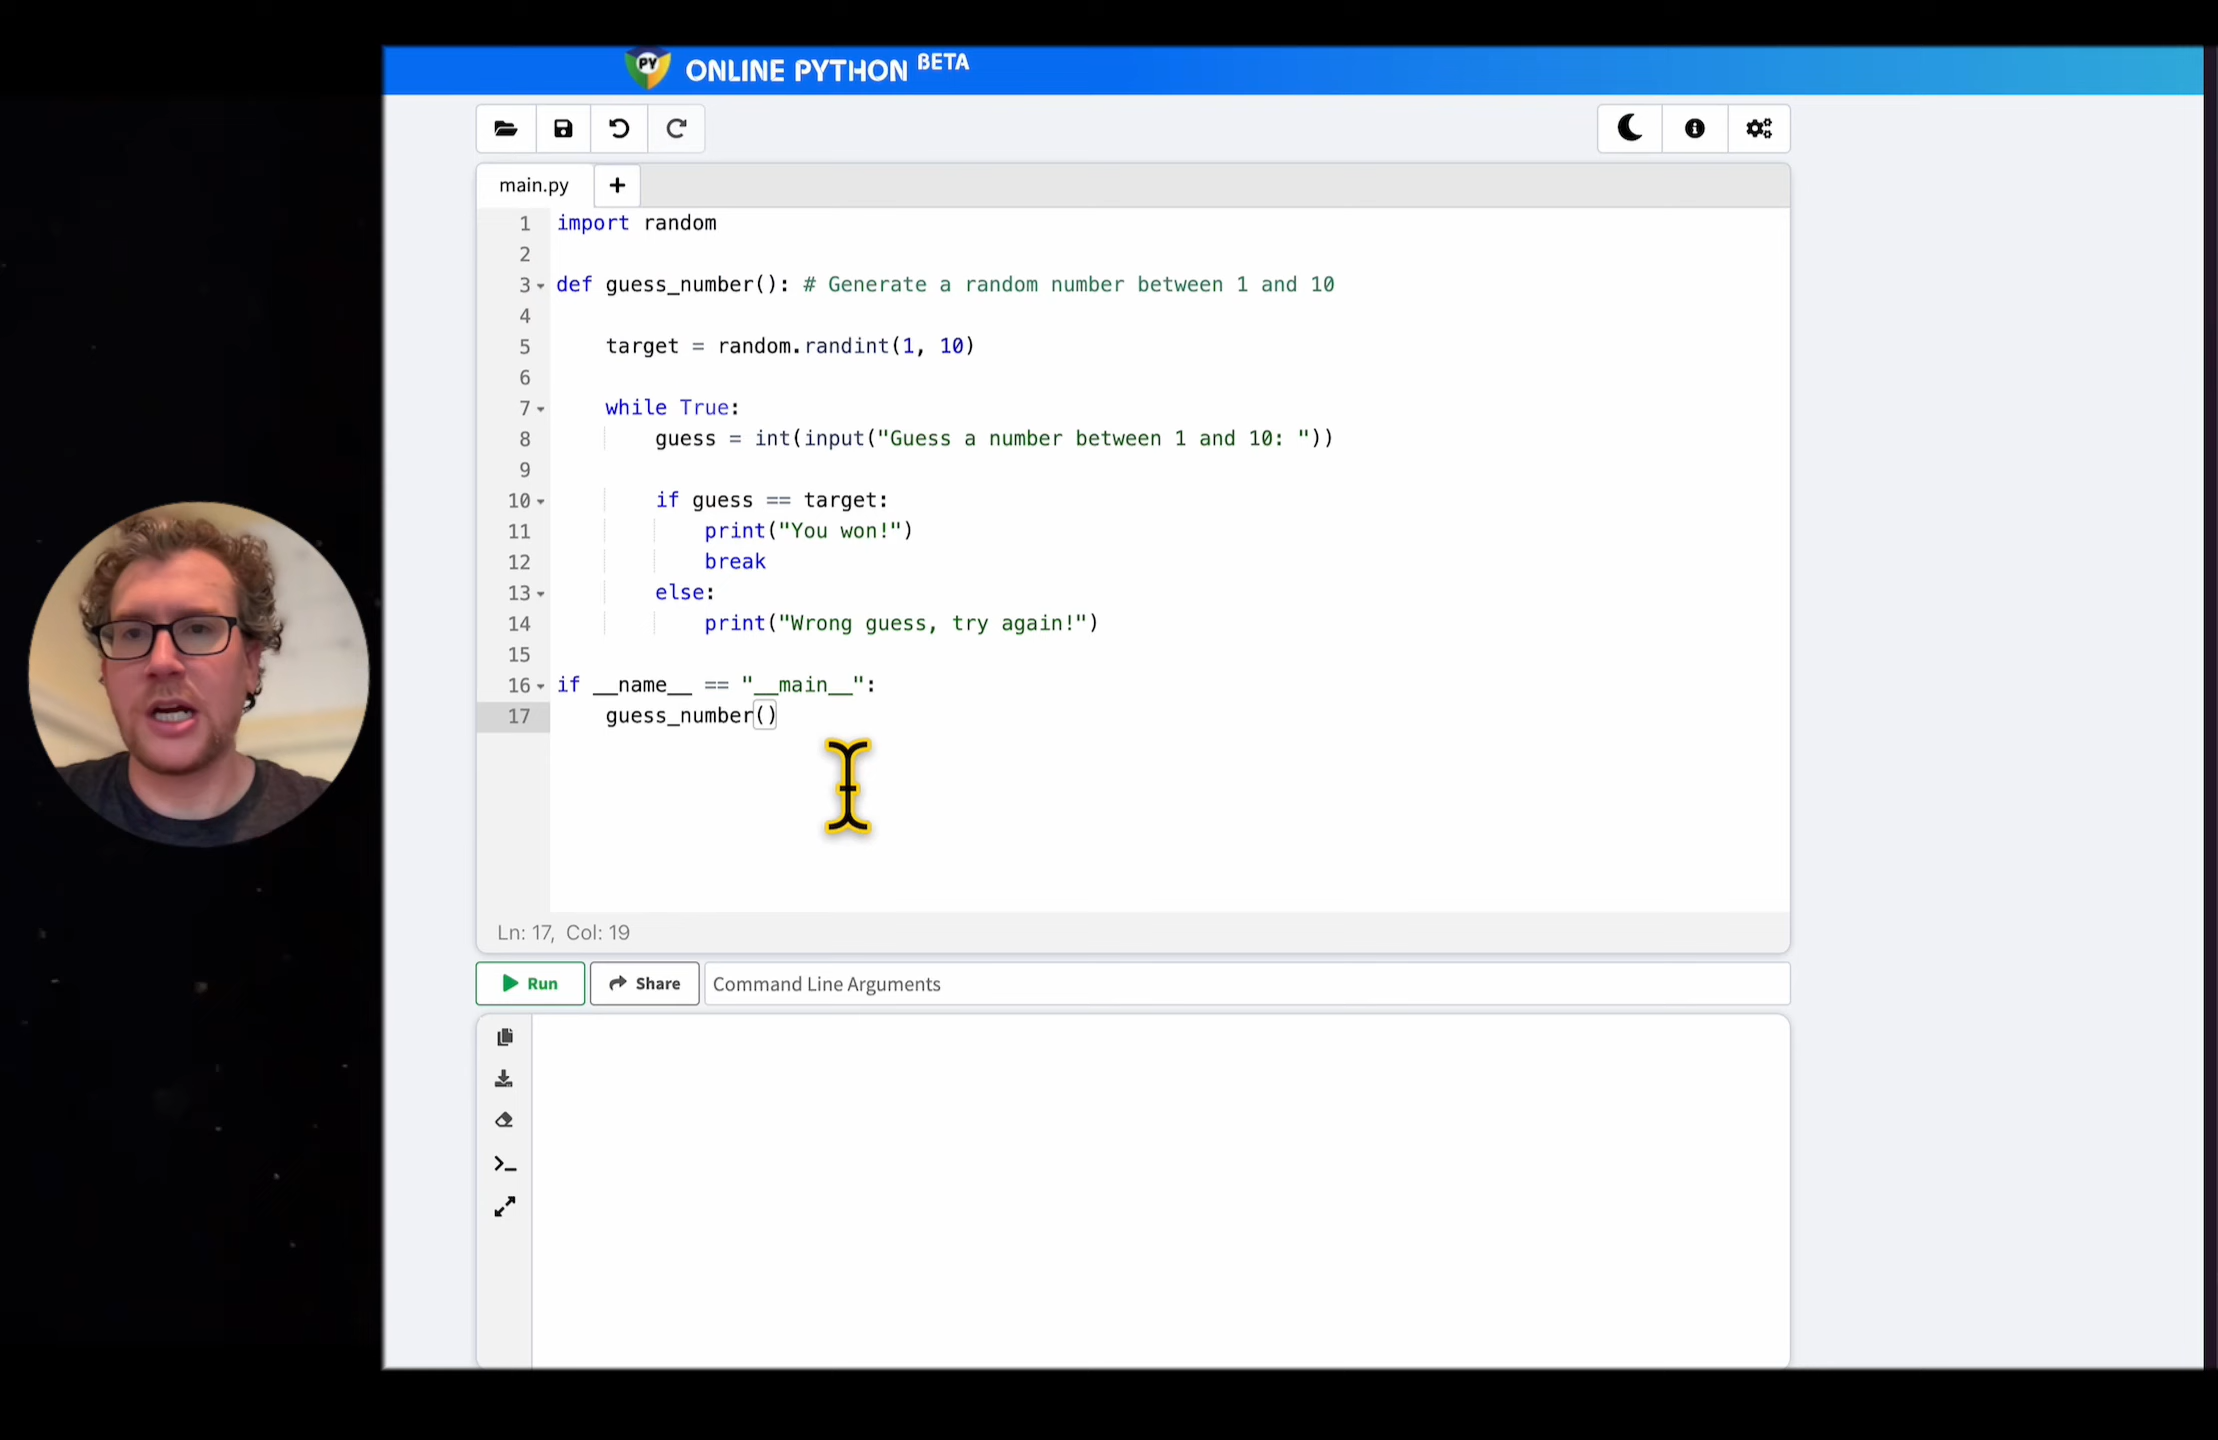 PY ONLINE PYTHON BETA
main.py +
1 import random
2
3 def guess_number(): # Generate a random number between 1 and 10
4
5     target = random.randint(1, 10)
6
7     while True:
8         guess = int(input("Guess a number between 1 and 10: "))
9
10         if guess == target:
11             print("You won!")
12             break
13         else:
14             print("Wrong guess, try again!")
15
16 if __name__ == "__main__":
17     guess_number()
Ln: 17, Col: 19
Run Share Command Line Arguments